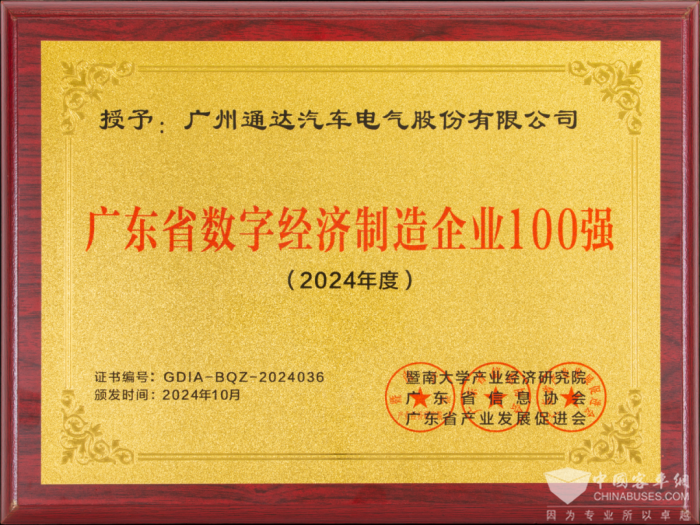 授予：广州通达汽车电气股份有限公司
广东省数字经济制造企业100强
（2024年度）
证书编号：GDIA-BQZ-2024036
颁发时间：2024年10月
暨南大学产业经济研究院
广东省信息协会
广东省产业发展促进会
中国客车网
CHINABUSES.COM
因为专业所以卓越